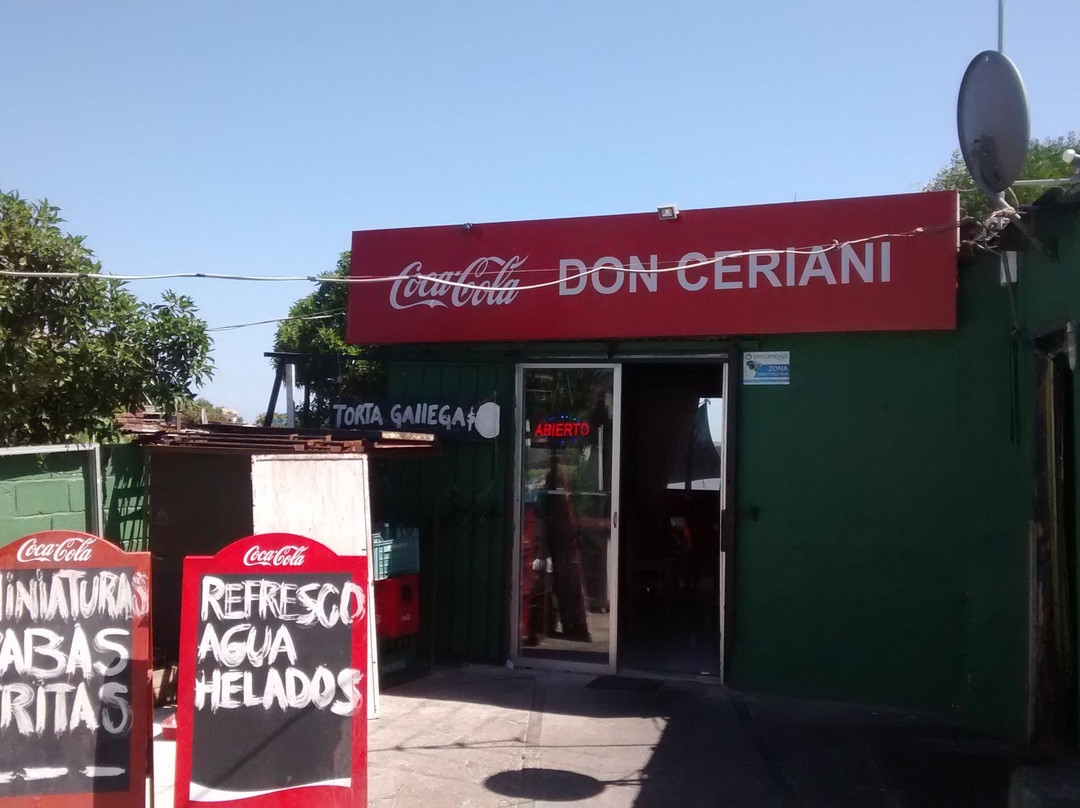 Coca-Cola DON CERIANI
ZONA
TORTA GAllEGA $
ABIERTO
Coca-Cola
INIATURAS
ABAS
RITAS
Coca-Cola
REFRESCO
AGUA
HELADOS